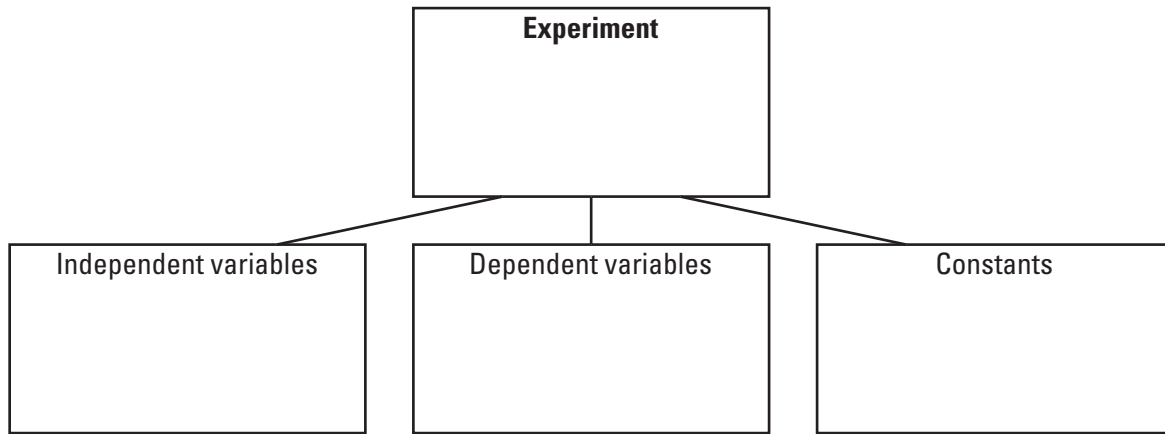 Experiment
Independent variables
Dependent variables
Constants